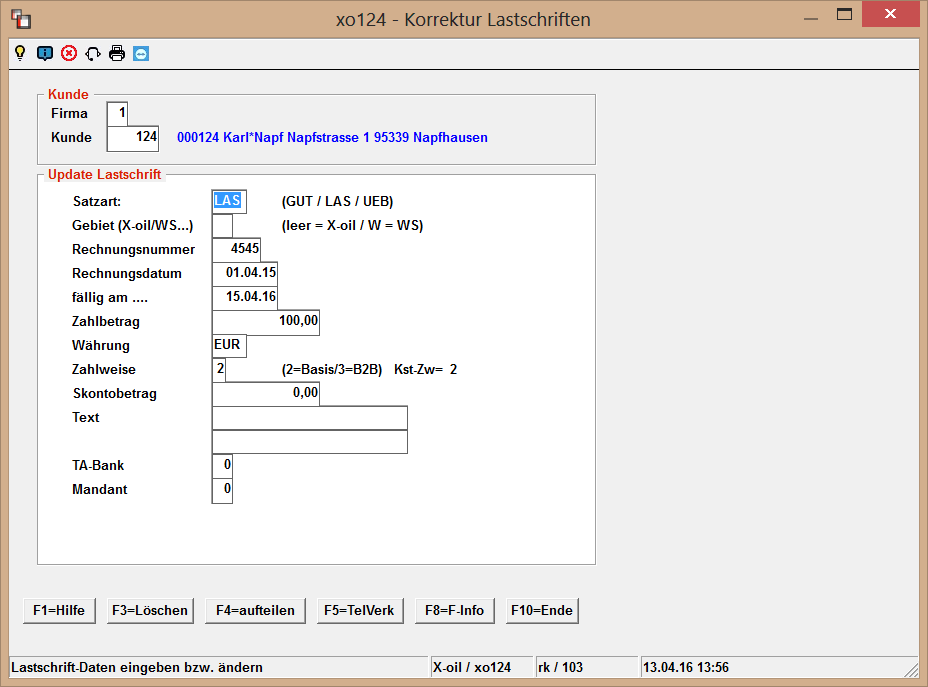 xo124 - Korrektur Lastschriften
Kunde
Firma 1
Kunde 124 000124 Karl*Napf Napfstrasse 1 95339 Napfhausen
Update Lastschrift
Satzart: LAS (GUT / LAS / UEB)
Gebiet (X-oil/WS...) (leer = X-oil / W = WS)
Rechnungsnummer 4545
Rechnungsdatum 01.04.15
fällig am .... 15.04.16
Zahlbetrag 100,00
Währung EUR
Zahlweise 2 (2=Basis/3=B2B) Kst-Zw= 2
Skontobetrag 0,00
Text
TA-Bank 0
Mandant 0
F1=Hilfe F3=Löschen F4=aufteilen F5=TelVerk F8=F-Info F10=Ende
Lastschrift-Daten eingeben bzw. ändern X-oil / xo124 rk / 103 13.04.16 13:56